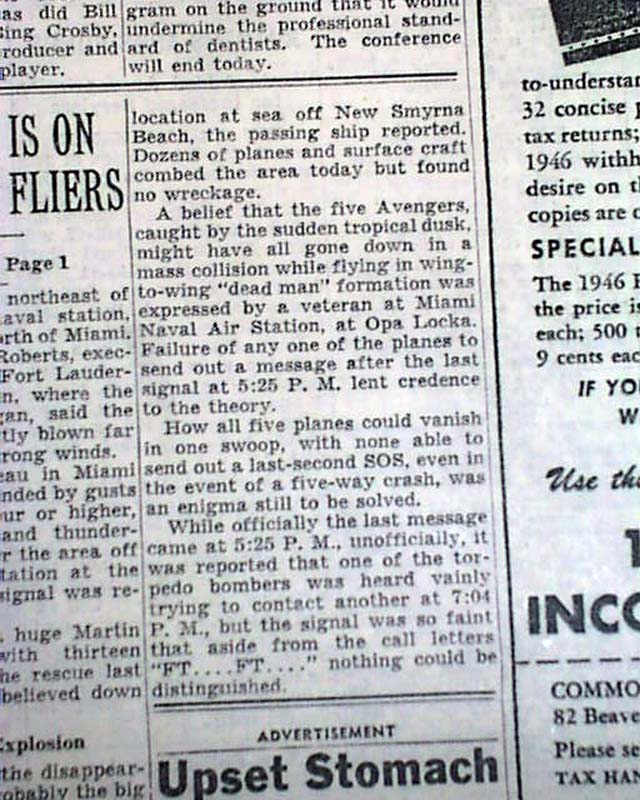 as did Bill
Bing Crosby,
producer and
player.
gram on the ground that it would
undermine the professional stand-
ard of dentists. The conference
will end today.
IS ON
FLIERS
Page 1
northeast of
naval station,
north of Miami.
Roberts, exec-
Fort Lauder-
where the
said the
blown far
strong winds.
in Miami
gusts
or higher,
and thunder-
the area off
station at the
signal was re-
huge Martin
with thirteen
the rescue last
believed down
Explosion
the disappear-
probably the big
location at sea off New Smyrna
Beach, the passing ship reported.
Dozens of planes and surface craft
combed the area today but found
no wreckage.
A belief that the five Avengers,
caught by the sudden tropical dusk,
might have all gone down in a
mass collision while flying in wing-
to-wing "dead man" formation was
expressed by a veteran at Miami
Naval Air Station, at Opa Locka.
Failure of any one of the planes to
send out a message after the last
signal at 5:25 P. M. lent credence
to the theory.
How all five planes could vanish
in one swoop, with none able to
send out a last-second SOS, even in
the event of a five-way crash, was
an enigma still to be solved.
While officially the last message
came at 5:25 P. M., unofficially, it
was reported that one of the tor-
pedo bombers was heard vainly
trying to contact another at 7:04
P. M., but the signal was so faint
that aside from the call letters
"FT....FT...." nothing could be
distinguished.
ADVERTISEMENT
Upset Stomach
to-understan
32 concise
tax returns;
1946 withh
desire on t
copies are
SPECIAL
The 1946
the price is
each; 500
9 cents eac
IF YO
W
Use thi
1
INCO
COMMO
82 Beave
Please se
TAX HAN